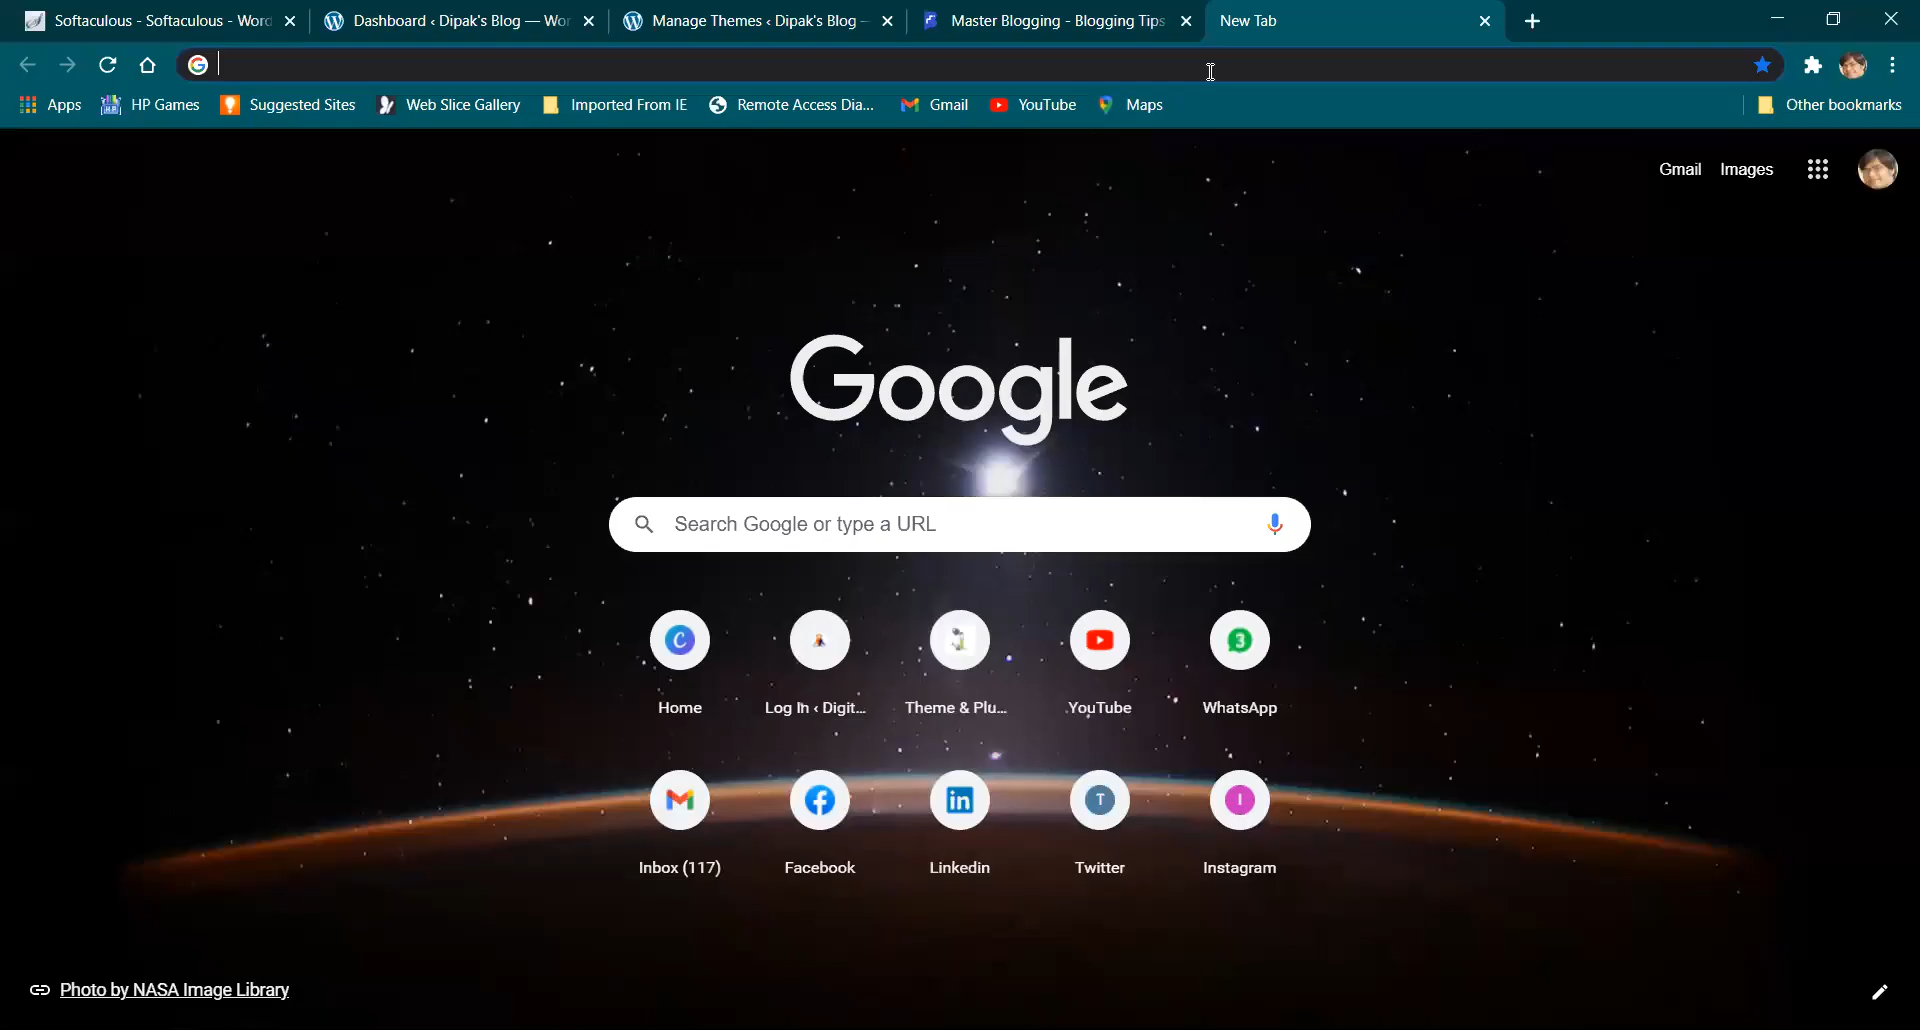 Softaculous - Softaculous - Word
Dashboard ‹ Dipak's Blog — Wor
Manage Themes ‹ Dipak's Blog —
Master Blogging - Blogging Tips
New Tab
Apps
HP Games
Suggested Sites
Web Slice Gallery
Imported From IE
Remote Access Dia...
Gmail
YouTube
Maps
Other bookmarks
Gmail
Images
Google
Search Google or type a URL
Home
Log In ‹ Digit...
Theme & Plu...
YouTube
3
WhatsApp
Inbox (117)
Facebook
in
Linkedin
T
Twitter
I
Instagram
Photo by NASA Image Library